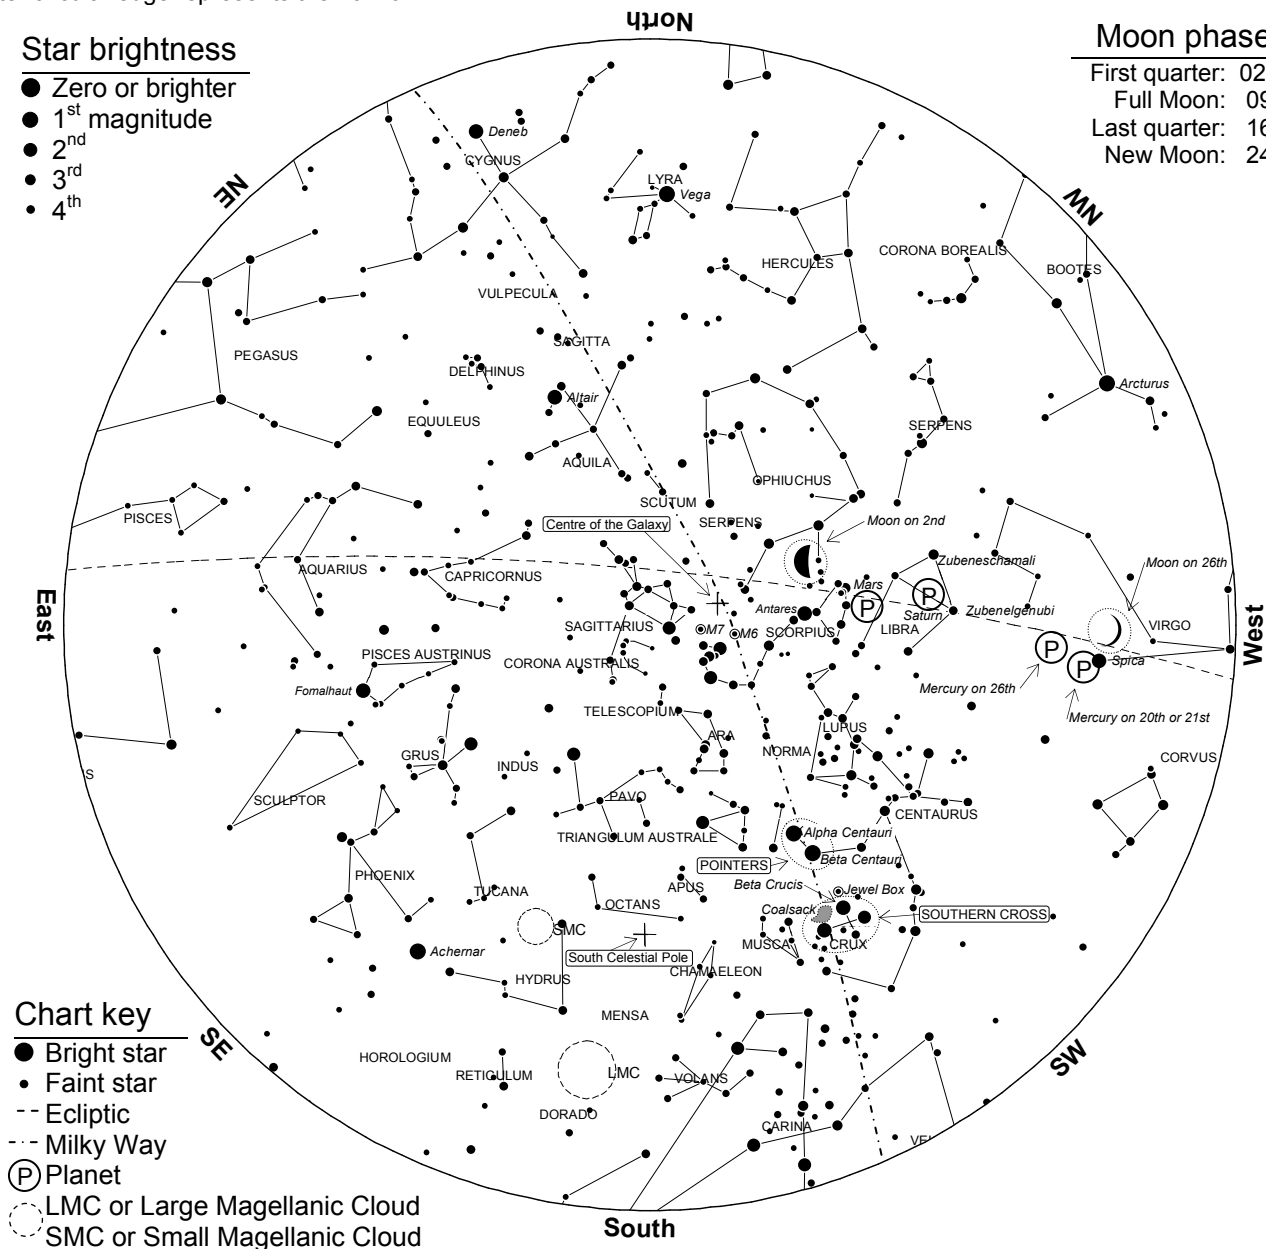 North
Star brightness
Zero or brighter
1st magnitude
2nd
3rd
4th
Moon phase
First quarter: 02
Full Moon: 09
Last quarter: 16
New Moon: 24
NE
NW
Deneb
CYGNUS
LYRA
Vega
HERCULES
CORONA BOREALIS
BOOTES
VULPECULA
SAGITTA
PEGASUS
DELPHINUS
Altair
Arcturus
EQUULEUS
SERPENS
AQUILA
OPHIUCHUS
SCUTUM
PISCES
Centre of the Galaxy
SERPENS
Moon on 2nd
Zubeneschamali
Moon on 26th
AQUARIUS
CAPRICORNUS
Mars
P
P
East
Antares
Saturn
Zubenelgenubi
SAGITTARIUS
M7
M6
SCORPIUS
LIBRA
VIRGO
West
PISCES AUSTRINUS
CORONA AUSTRALIS
P
P
Spica
Fomalhaut
Mercury on 26th
TELESCOPIUM
Mercury on 20th or 21st
LUPUS
ARA
NORMA
GRUS
INDUS
CORVUS
S
SCULPTOR
PAVO
CENTAURUS
TRIANGULUM AUSTRALE
Alpha Centauri
POINTERS
Beta Centauri
PHOENIX
TUCANA
APUS
Beta Crucis
Jewel Box
OCTANS
Coalsack
SOUTHERN CROSS
SMC
MUSCA
CRUX
Achernar
South Celestial Pole
HYDRUS
CHAMAELEON
MENSA
SE
SW
HOROLOGIUM
RETICULUM
LMC
VOLANS
DORADO
CARINA
Chart key
Bright star
Faint star
Ecliptic
Milky Way
P Planet
LMC or Large Magellanic Cloud
SMC or Small Magellanic Cloud
South